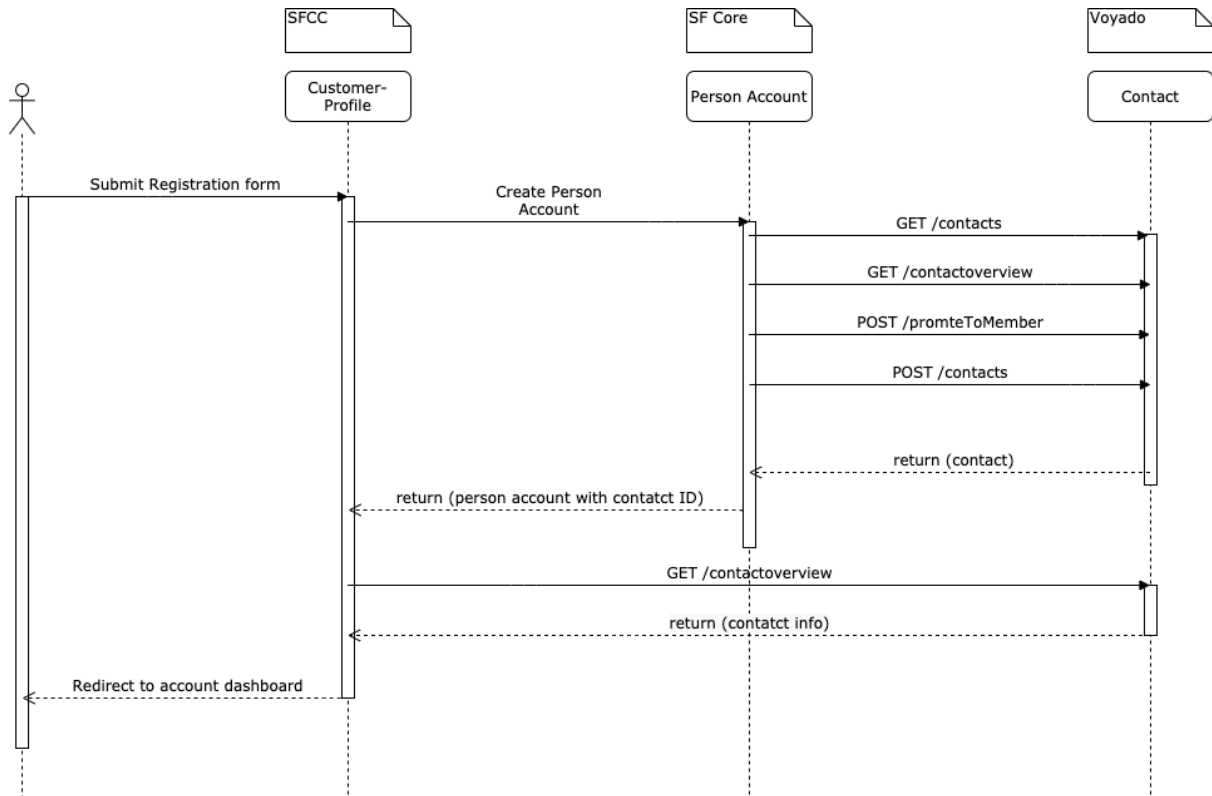 SFCC
SF Core
Voyado
Customer-
Profile
Person Account
Contact
Submit Registration form
Create Person
Account
GET /contacts
GET /contactoverview
POST /promteToMember
POST /contacts
return (contact)
return (person account with contatct ID)
GET /contactoverview
return (contatct info)
Redirect to account dashboard